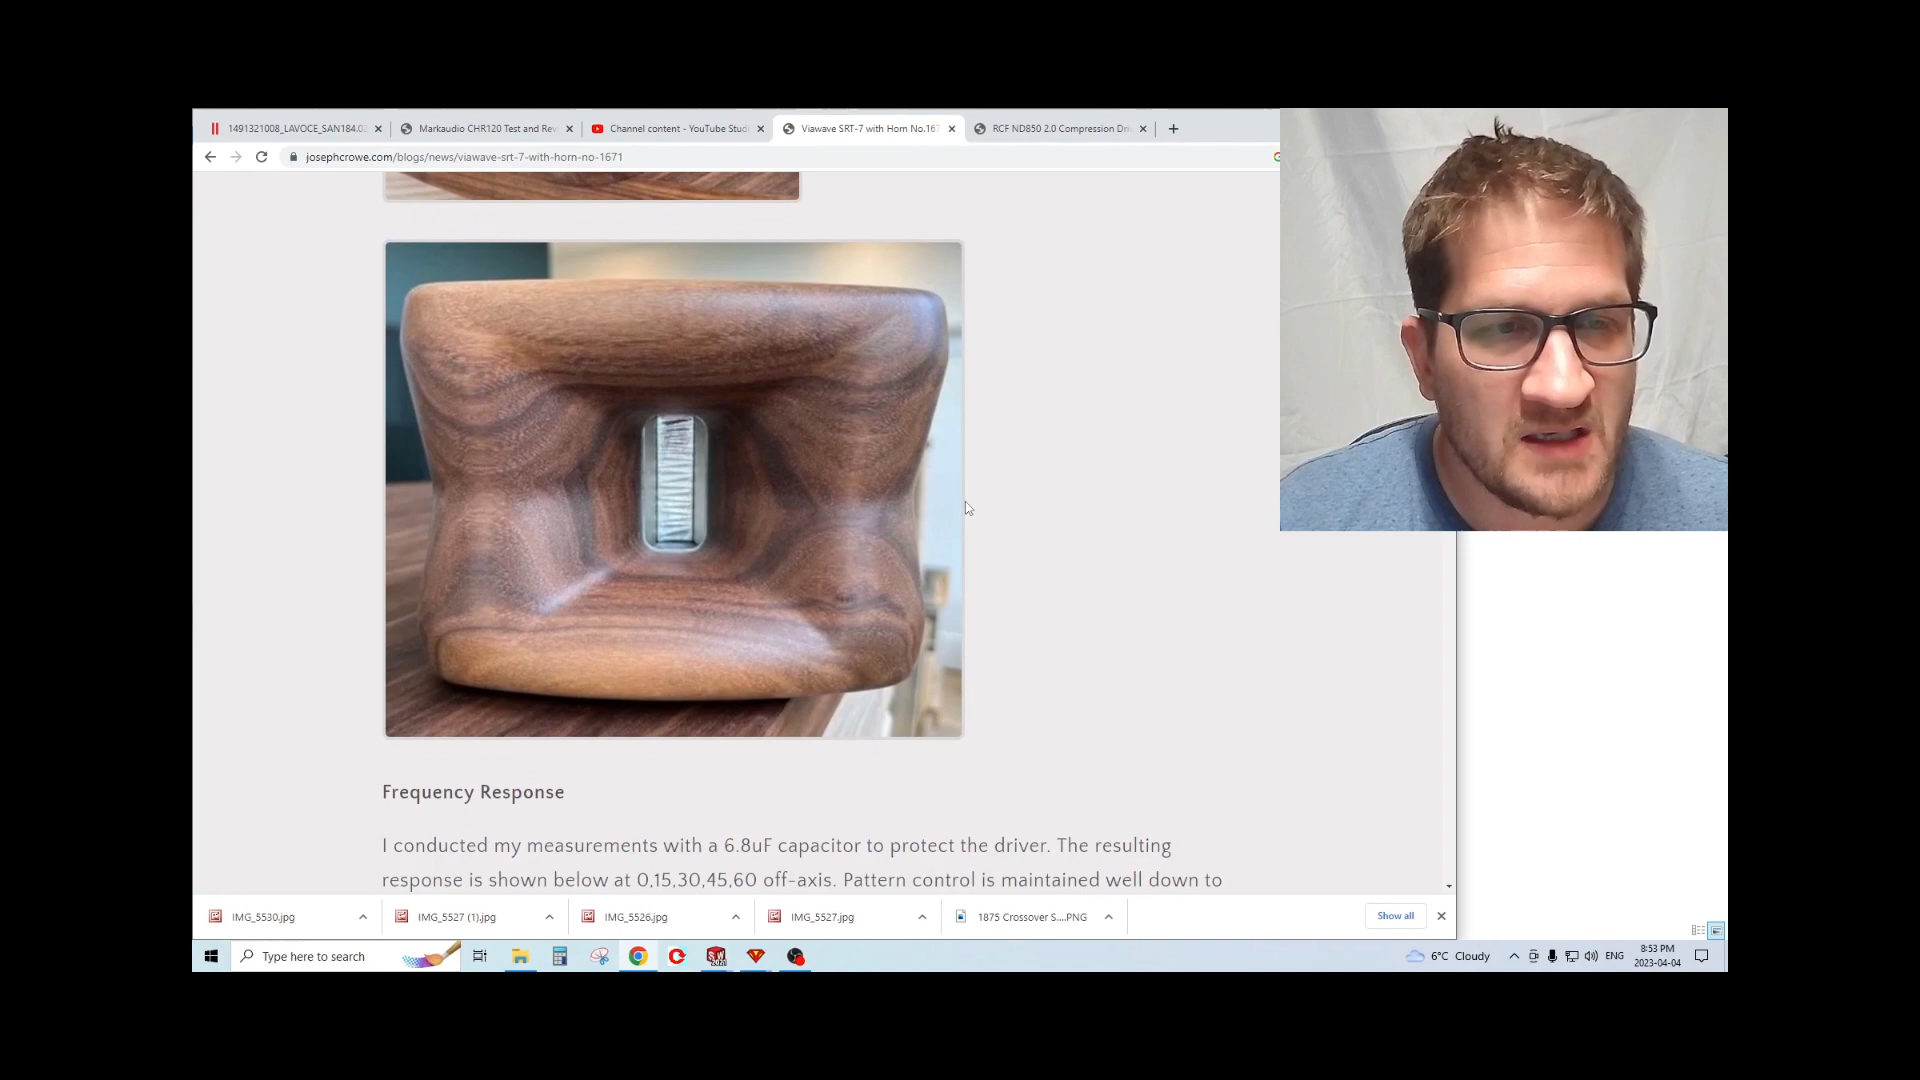 1491321008_LAVOCE_SAN184.02
Markaudio CHR120 Test and Rev
Channel content - YouTube Stud
Viawave SRT-7 with Horn No.167
RCF ND850 2.0 Compression Dri
josephcrowe.com/blogs/news/viawave-srt-7-with-horn-no-1671
Frequency Response
I conducted my measurements with a 6.8uF capacitor to protect the driver. The resulting
response is shown below at 0,15,30,45,60 off-axis. Pattern control is maintained well down to
IMG_5530.jpg
IMG_5527 (1).jpg
IMG_5526.jpg
IMG_5527.jpg
1875 Crossover S....PNG
Show all
Type here to search
6°C Cloudy
ENG
8:53 PM
2023-04-04